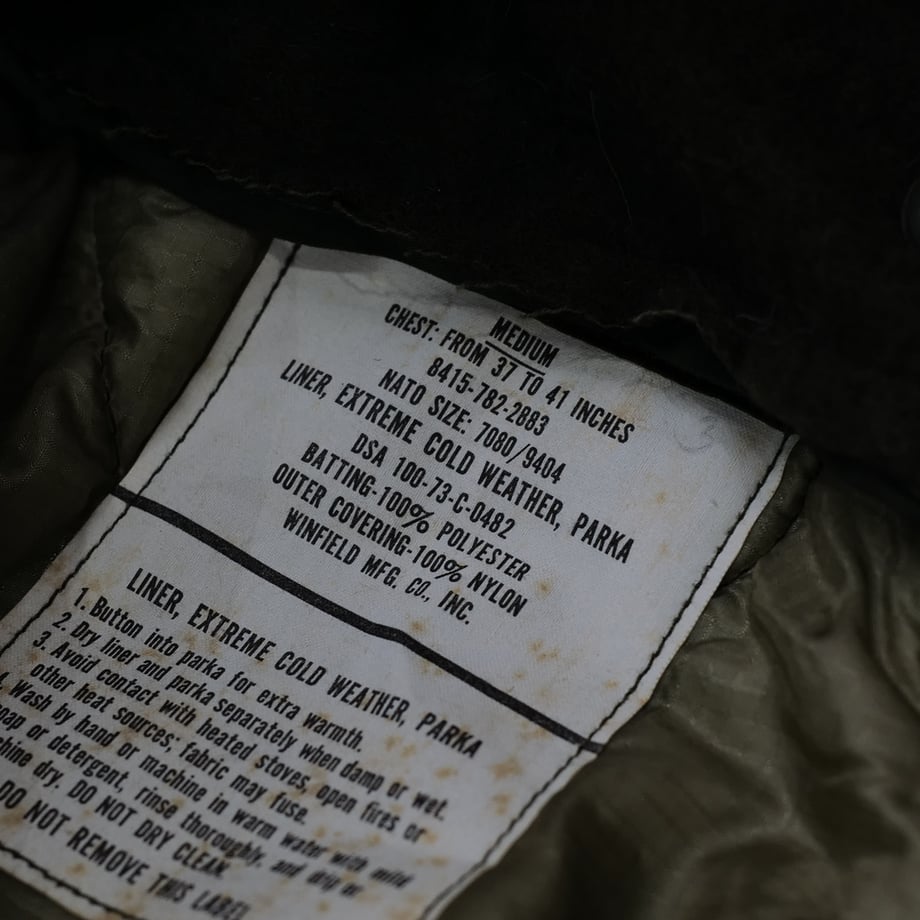 MEDIUM
CHEST: FROM 37 TO 41 INCHES
8415-782-2883
NATO SIZE: 7080/9404
LINER, EXTREME COLD WEATHER, PARKA
DSA 100-73-C-0482
BATTING-100% POLYESTER
OUTER COVERING-100% NYLON
WINFIELD MFG. CO., INC.
LINER, EXTREME COLD WEATHER, PARKA
1. Button into parka for extra warmth.
2. Dry liner and parka separately when damp or wet.
3. Avoid contact with heated stoves, open fires or
other heat sources; fabric may fuse.
Wash by hand or machine in warm water with mild
or detergent, rinse thoroughly, and drip or
dry. DO NOT DRY CLEAN.
DO NOT REMOVE THIS LABEL
3